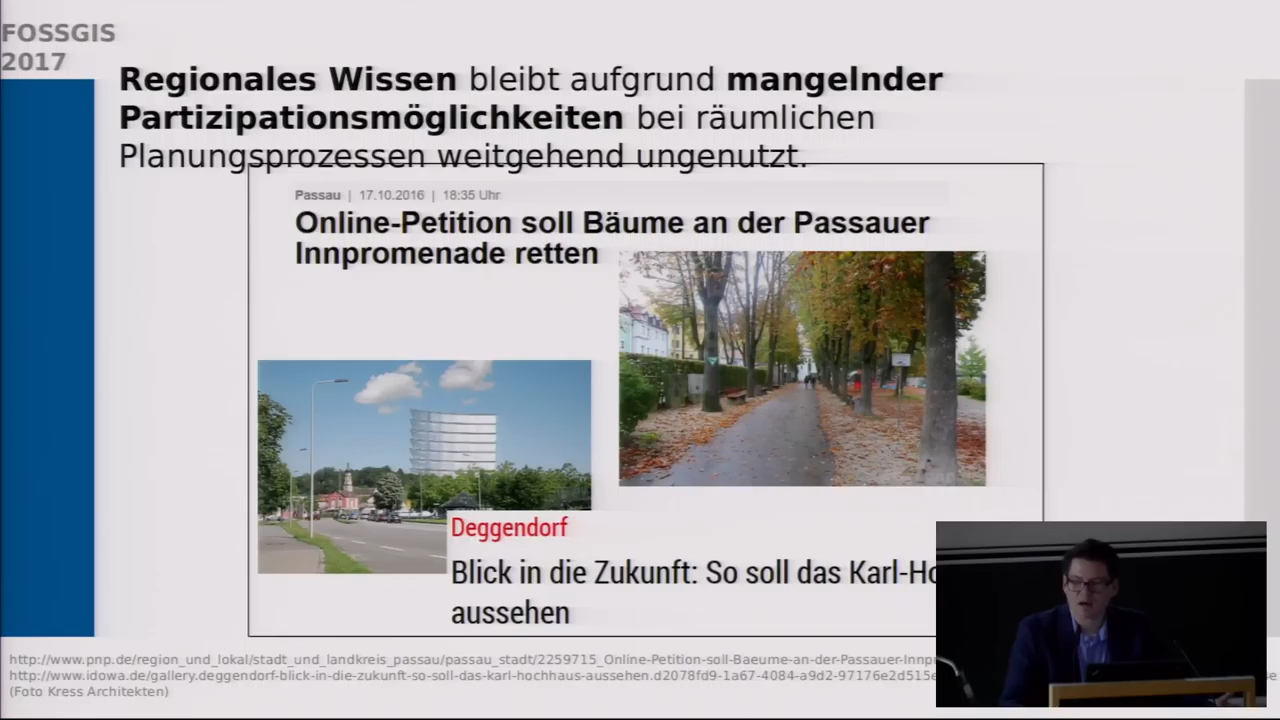 FOSSGIS
2017
Regionales Wissen bleibt aufgrund mangelnder
Partizipationsmöglichkeiten bei räumlichen
Planungsprozessen weitgehend ungenutzt.
Passau | 17.10.2016 | 18:35 Uhr
Online-Petition soll Bäume an der Passauer
Innpromenade retten
Deggendorf
Blick in die Zukunft: So soll das Karl-Ho
aussehen
http://www.pnp.de/region_und_lokal/stadt_und_landkreis_passau/passau_stadt/2259715_Online-Petition-soll-Baeume-an-der-Passauer-Innpr
http://www.idowa.de/gallery.deggendorf-blick-in-die-zukunft-so-soll-das-karl-hochhaus-aussehen.d2078fd9-1a67-4084-a9d2-97176e2d515e
(Foto Kress Architekten)